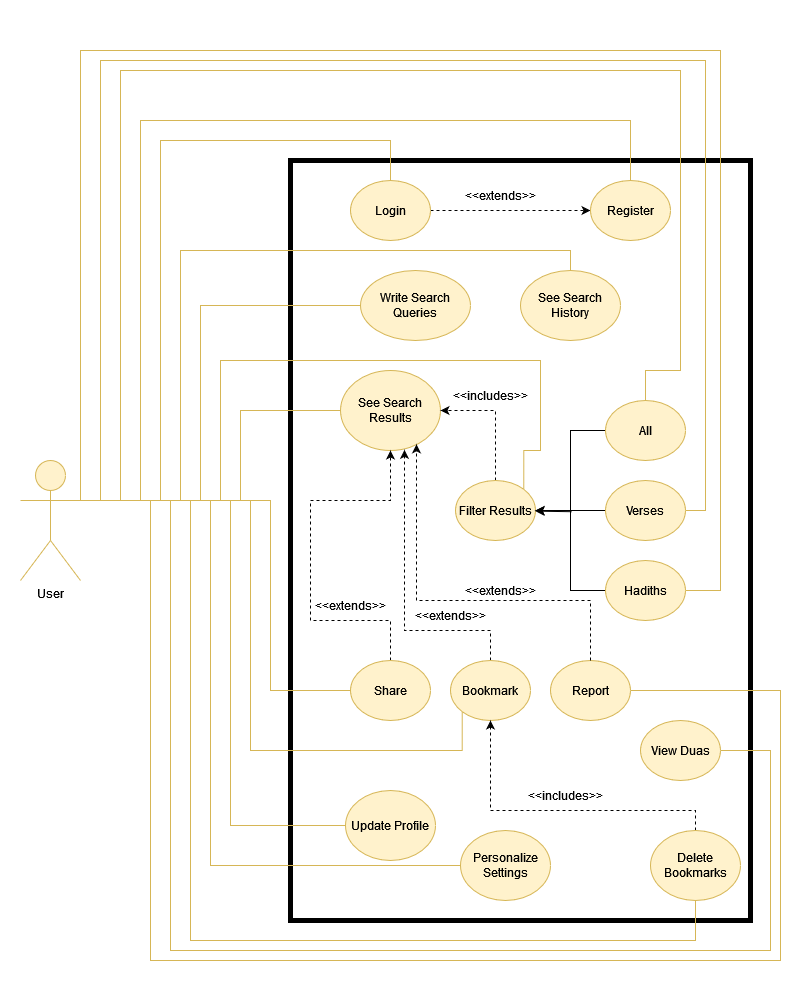 <<extends>>
Login
Register
Write Search
Queries
See Search
History
<<includes>>
See Search
Results
All
Filter Results
Verses
Hadiths
User
<<extends>>
<<extends>>
<<extends>>
Share
Bookmark
Report
View Duas
<<includes>>
Update Profile
Personalize
Settings
Delete
Bookmarks